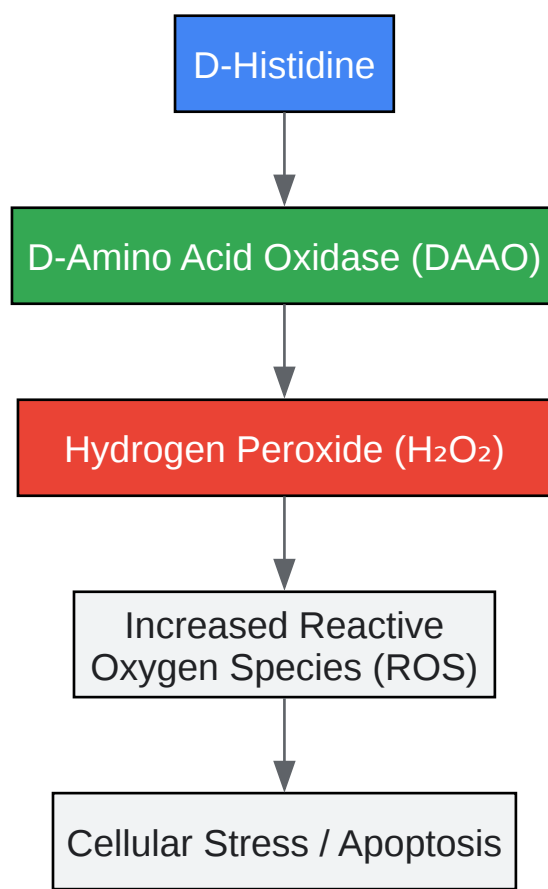 D-Histidine
D-Amino Acid Oxidase (DAAO)
Hydrogen Peroxide (H₂O₂)
Increased Reactive
Oxygen Species (ROS)
Cellular Stress / Apoptosis